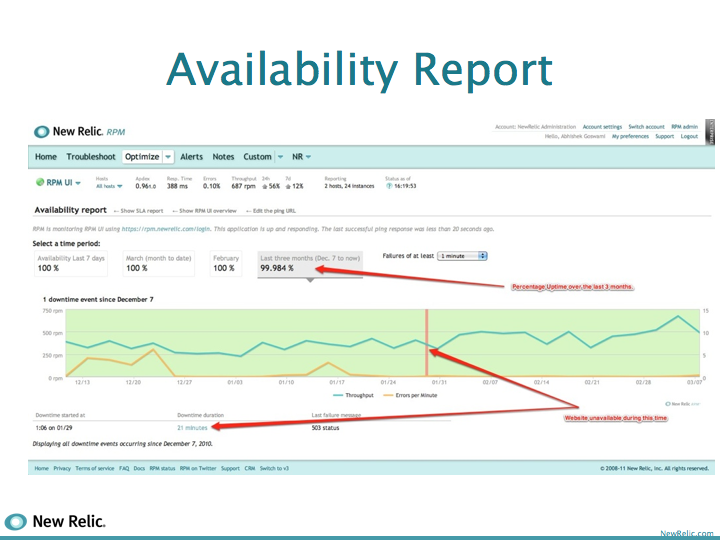 Availability Report
New Relic. RPM
Account: NewRelic Administration Account settings Switch account RPM admin
Hello, Abhishek Goswami My preferences Support Logout
Home Troubleshoot Optimize Alerts Notes Custom NR
RPM UI
Hosts Apdex Resp. Time Errors Throughput 24h 7d Reporting Status as of
All hosts 0.96 1.0 388 ms 0.10% 687 rpm 56% 12% 2 hosts, 24 instances 16:19:53
Availability report ← Show SLA report ← Show RPM UI overview ← Edit the ping URL
RPM is monitoring RPM UI using https://rpm.newrelic.com/login. This application is up and responding. The last successful ping response was less than 20 seconds ago.
Select a time period:
Availability Last 7 days March (month to date) February Last three months (Dec. 7 to now) Failures of at least 1 minute
100 % 100 % 100 % 99.984 %
Percentage Uptime over the last 3 months.
1 downtime event since December 7
750 rpm 15
500 rpm 10
250 rpm 5
0 rpm 0
12/13 12/20 12/27 01/03 01/10 01/17 01/24 01/31 02/07 02/14 02/21 02/28 03/07
Throughput Errors per Minute
New Relic
Website unavailable during this time.
Downtime started at Downtime duration Last failure message
1:06 on 01/29 21 minutes 503 status
Displaying all downtime events occurring since December 7, 2010.
Home Privacy Terms of service FAQ Docs RPM status RPM on Twitter Support CRM Switch to v3 © 2008-11 New Relic, Inc. All rights reserved.
New Relic.
NewRelic.com